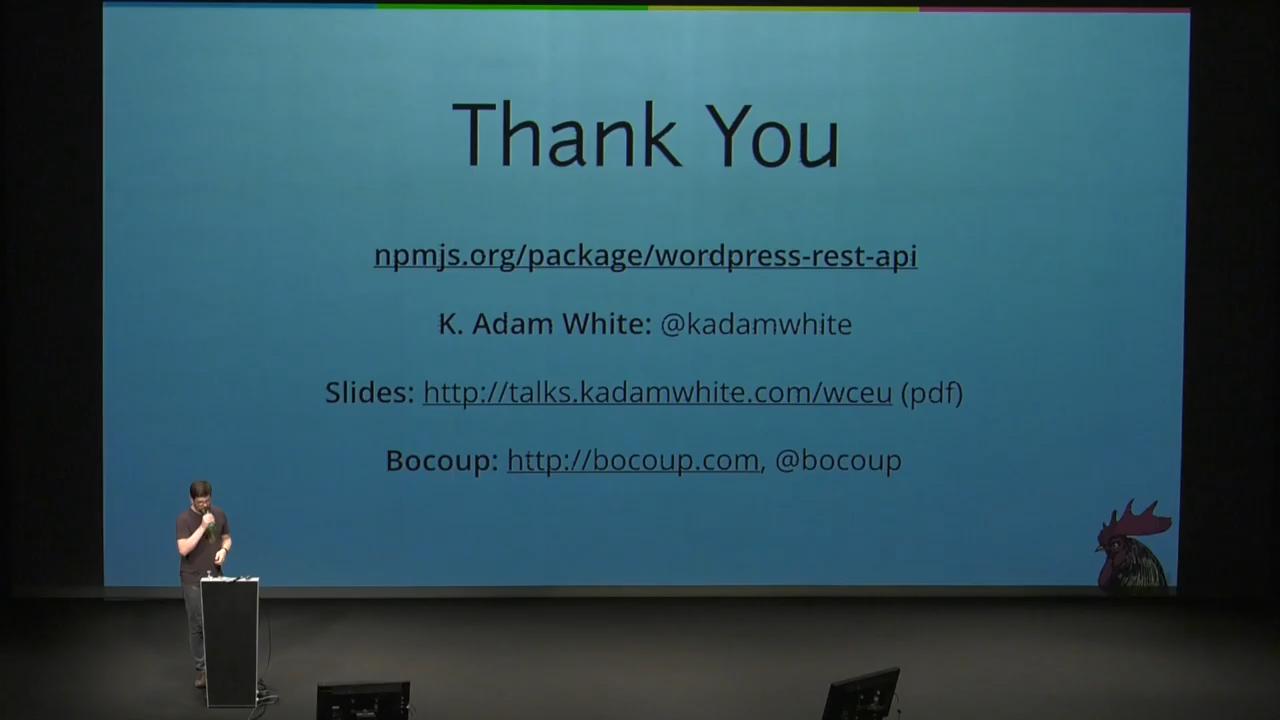 Thank You
npmjs.org/package/wordpress-rest-api
K. Adam White: @kadamwhite
Slides: http://talks.kadamwhite.com/wceu (pdf)
Bocoup: http://bocoup.com, @bocoup